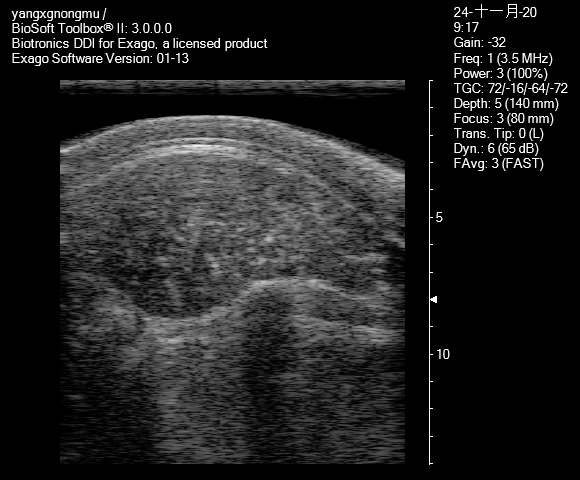 yangxgnongmu /
BioSoft Toolbox® II: 3.0.0.0
Biotronics DDI for Exago, a licensed product
Exago Software Version: 01-13
24-十一月-20
9:17
Gain: -32
Freq: 1 (3.5 MHz)
Power: 3 (100%)
TGC: 72/-16/-64/-72
Depth: 5 (140 mm)
Focus: 3 (80 mm)
Trans. Tip: 0 (L)
Dyn.: 6 (65 dB)
FAvg: 3 (FAST)
5
10